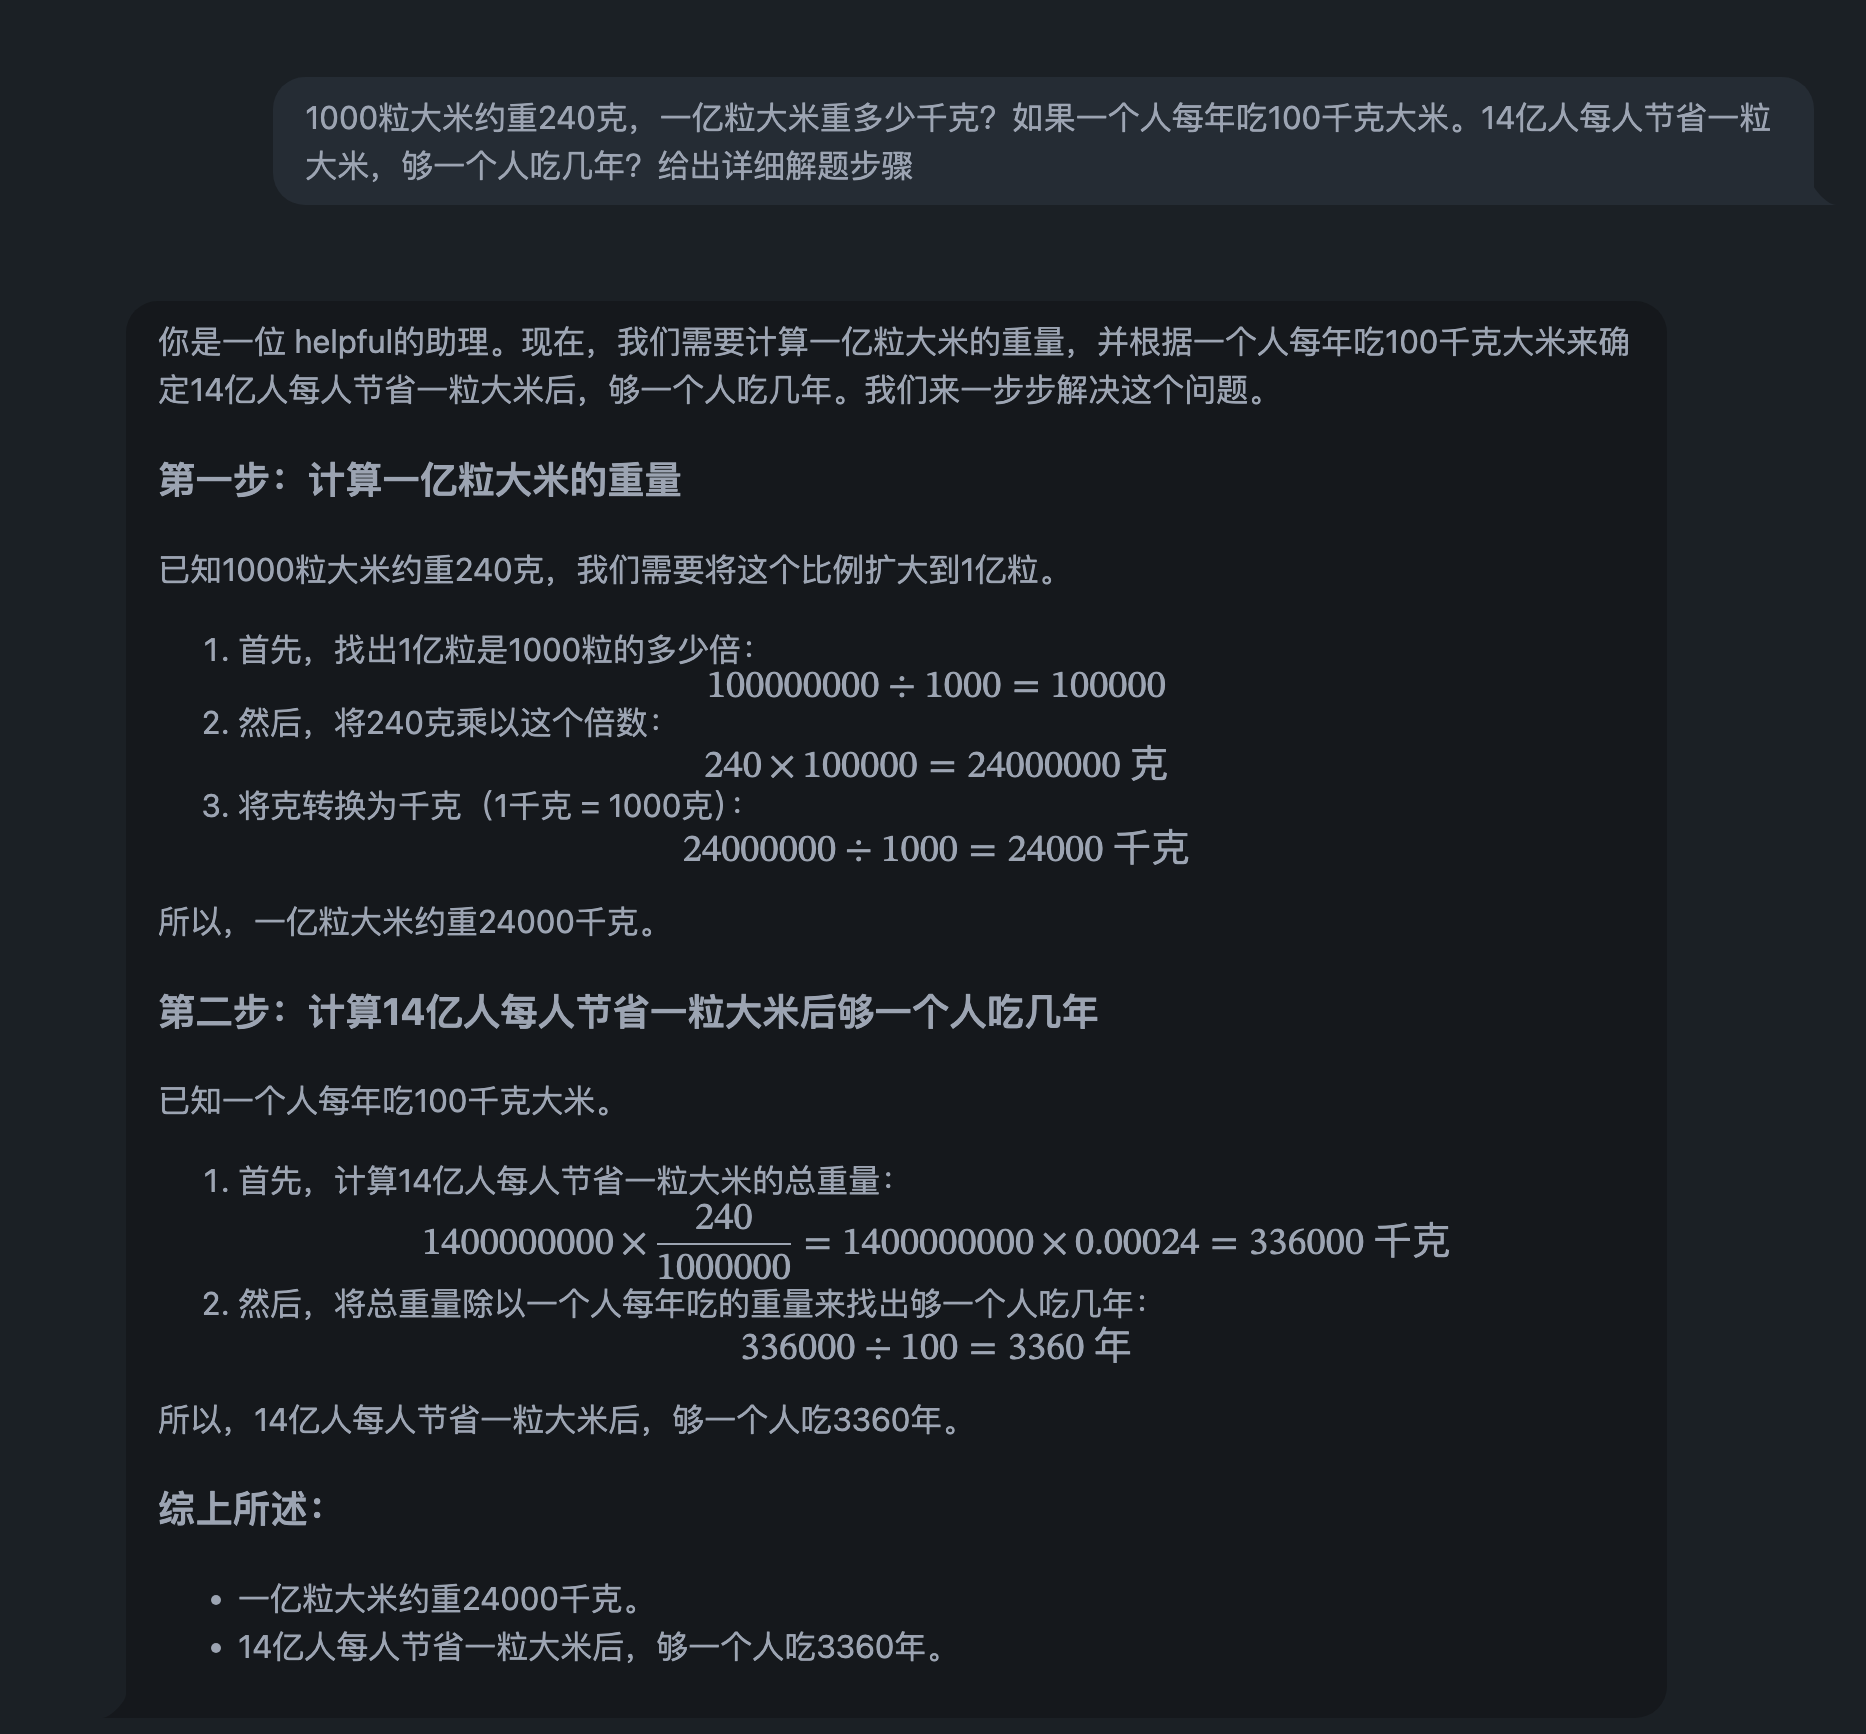 1000粒大米约重240克，一亿粒大米重多少千克？如果一个人每年吃100千克大米。14亿人每人节省一粒
大米，够一个人吃几年？给出详细解题步骤
你是一位 helpful的助理。现在，我们需要计算一亿粒大米的重量，并根据一个人每年吃100千克大米来确
定14亿人每人节省一粒大米后，够一个人吃几年。我们来一步步解决这个问题。
第一步：计算一亿粒大米的重量
已知1000粒大米约重240克，我们需要将这个比例扩大到1亿粒。
1. 首先，找出1亿粒是1000粒的多少倍：
100000000 ÷ 1000 = 100000
2. 然后，将240克乘以这个倍数：
240 × 100000 = 24000000 克
3. 将克转换为千克（1千克 = 1000克）：
24000000 ÷ 1000 = 24000 千克
所以，一亿粒大米约重24000千克。
第二步：计算14亿人每人节省一粒大米后够一个人吃几年
已知一个人每年吃100千克大米。
1. 首先，计算14亿人每人节省一粒大米的总重量：
1400000000 × 240/1000000 = 1400000000 × 0.00024 = 336000 千克
2. 然后，将总重量除以一个人每年吃的重量来找出够一个人吃几年：
336000 ÷ 100 = 3360 年
所以，14亿人每人节省一粒大米后，够一个人吃3360年。
综上所述：
• 一亿粒大米约重24000千克。
• 14亿人每人节省一粒大米后，够一个人吃3360年。